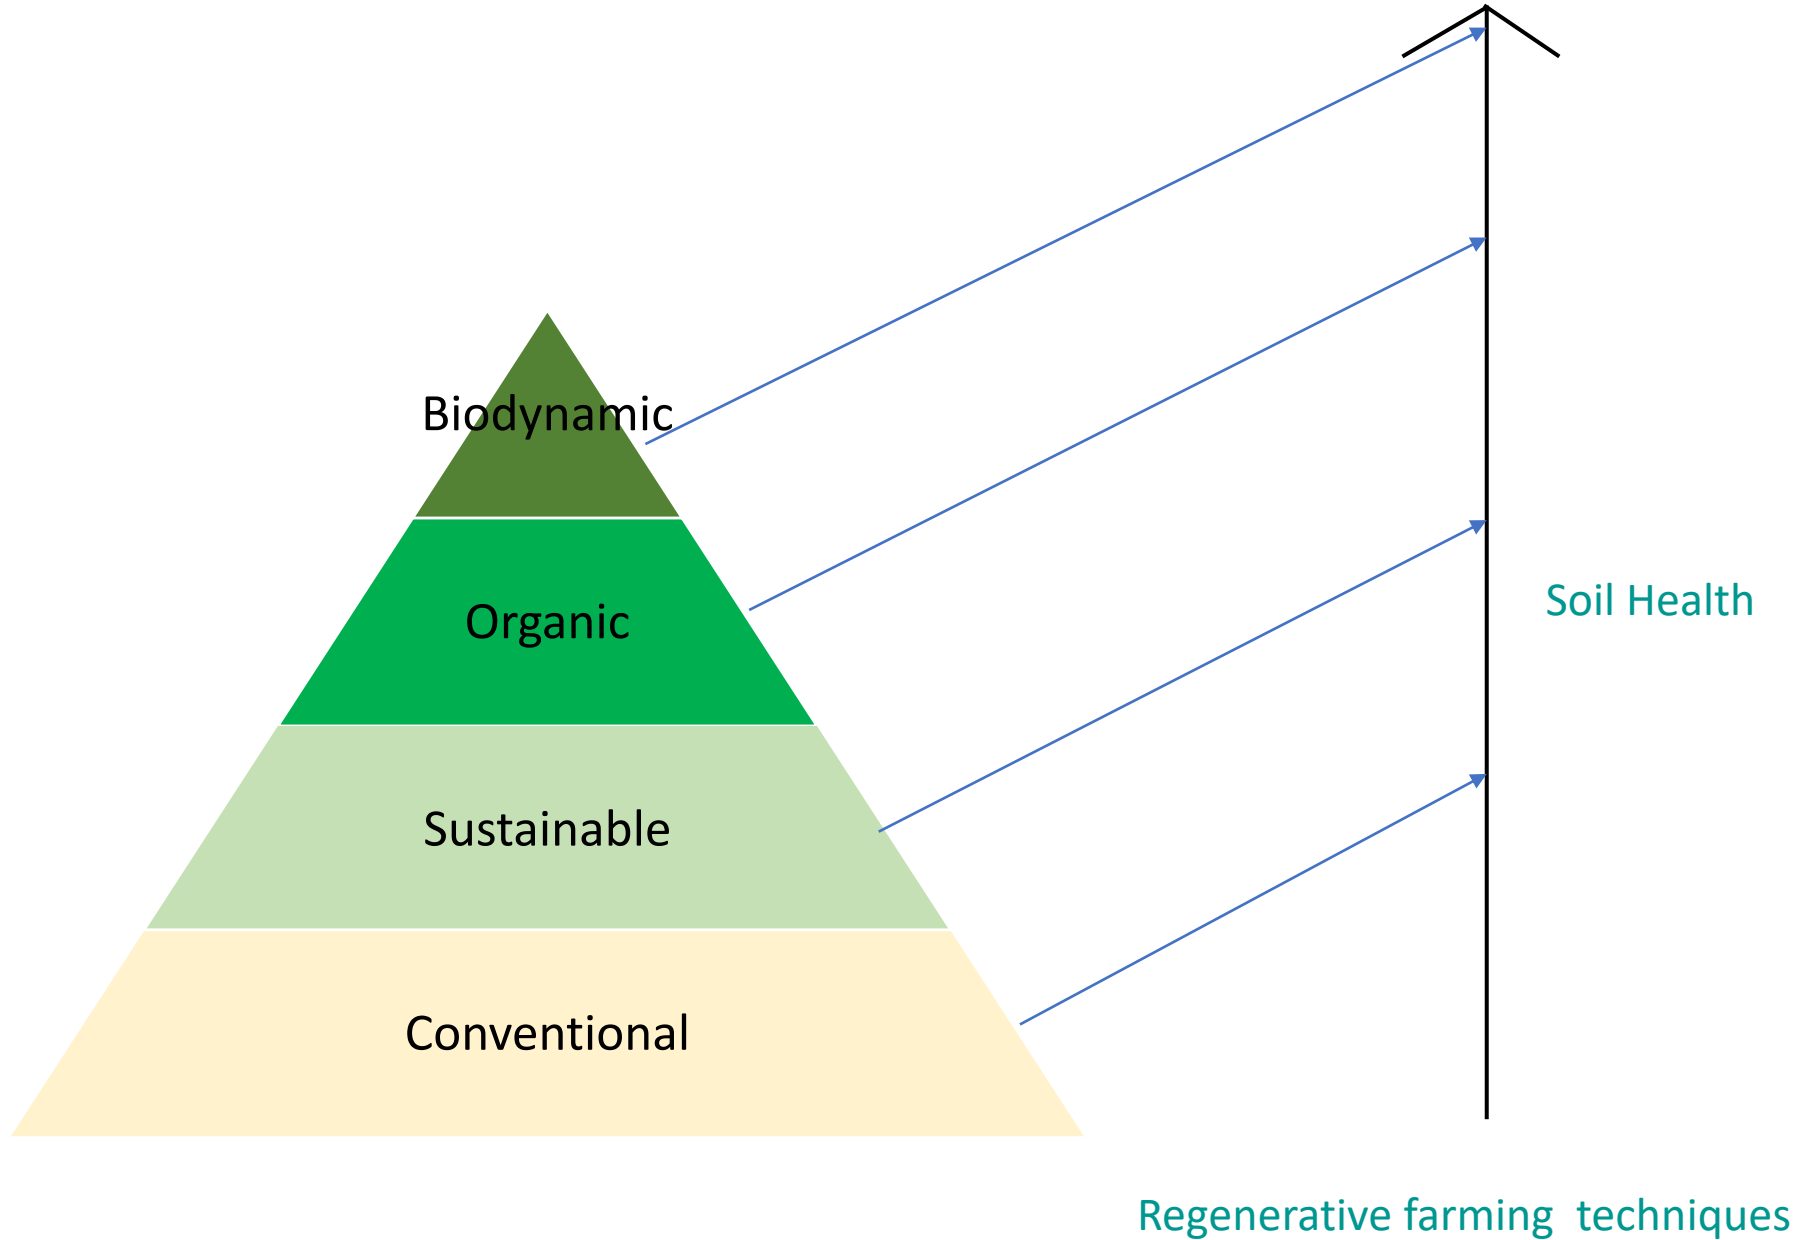 Biodynamic
Organic
Soil Health
Sustainable
Conventional
Regenerative farming  techniques